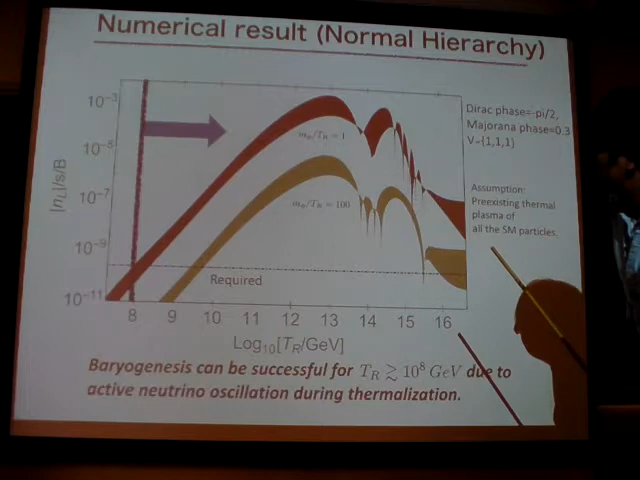 Numerical result (Normal Hierarchy)
Dirac phase=-pi/2,
Majorana phase=0.3
V={1,1,1}
Assumption:
Preexisting thermal
plasma of
all the SM particles.
|n_L|/s/B
10⁻³
10⁻⁵
10⁻⁷
10⁻⁹
10⁻¹¹
m_φ/T_R = 1
m_φ/T_R = 100
Required
8 9 10 11 12 13 14 15 16
Log₁₀[T_R/GeV]
Baryogenesis can be successful for T_R ≳ 10⁸ GeV due to
active neutrino oscillation during thermalization.